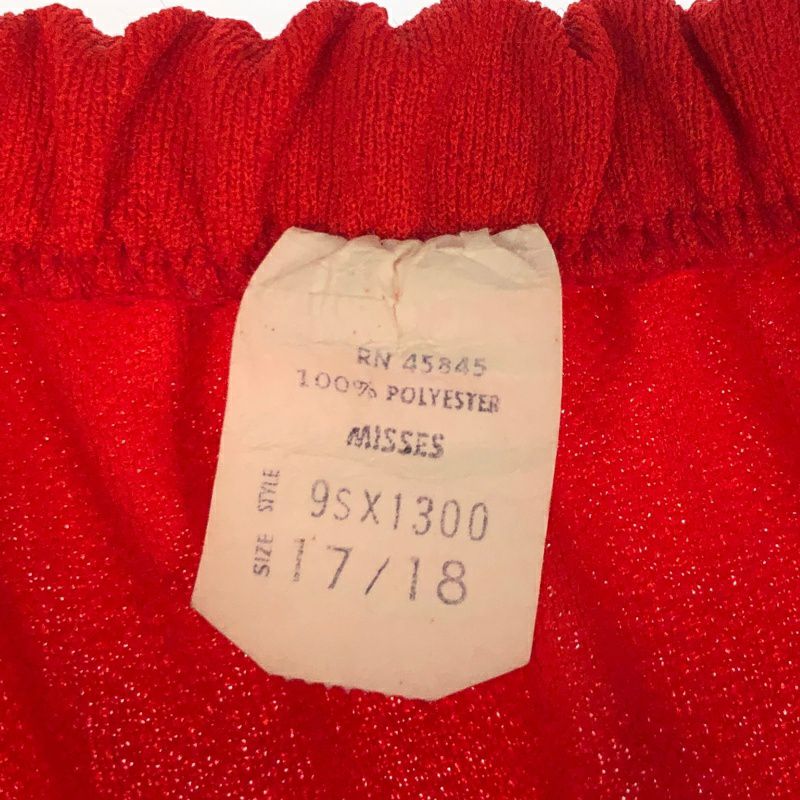 RN 45845
100% POLYESTER
MISSES
STYLE 9SX1300
SIZE 17/18